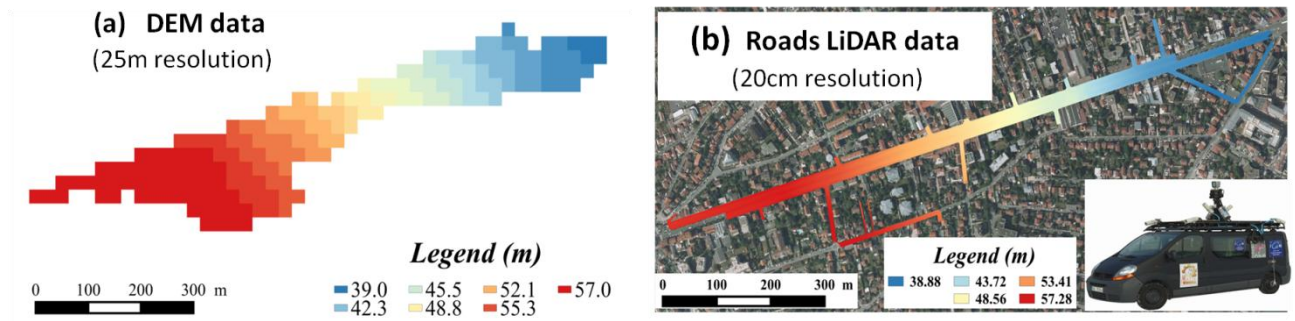 (a) DEM data
(25m resolution)
Legend (m)
39.0 45.5 52.1 57.0
42.3 48.8 55.3
0 100 200 300 m
(b) Roads LiDAR data
(20cm resolution)
Legend (m)
38.88 43.72 53.41
48.56 57.28
0 100 200 300 m